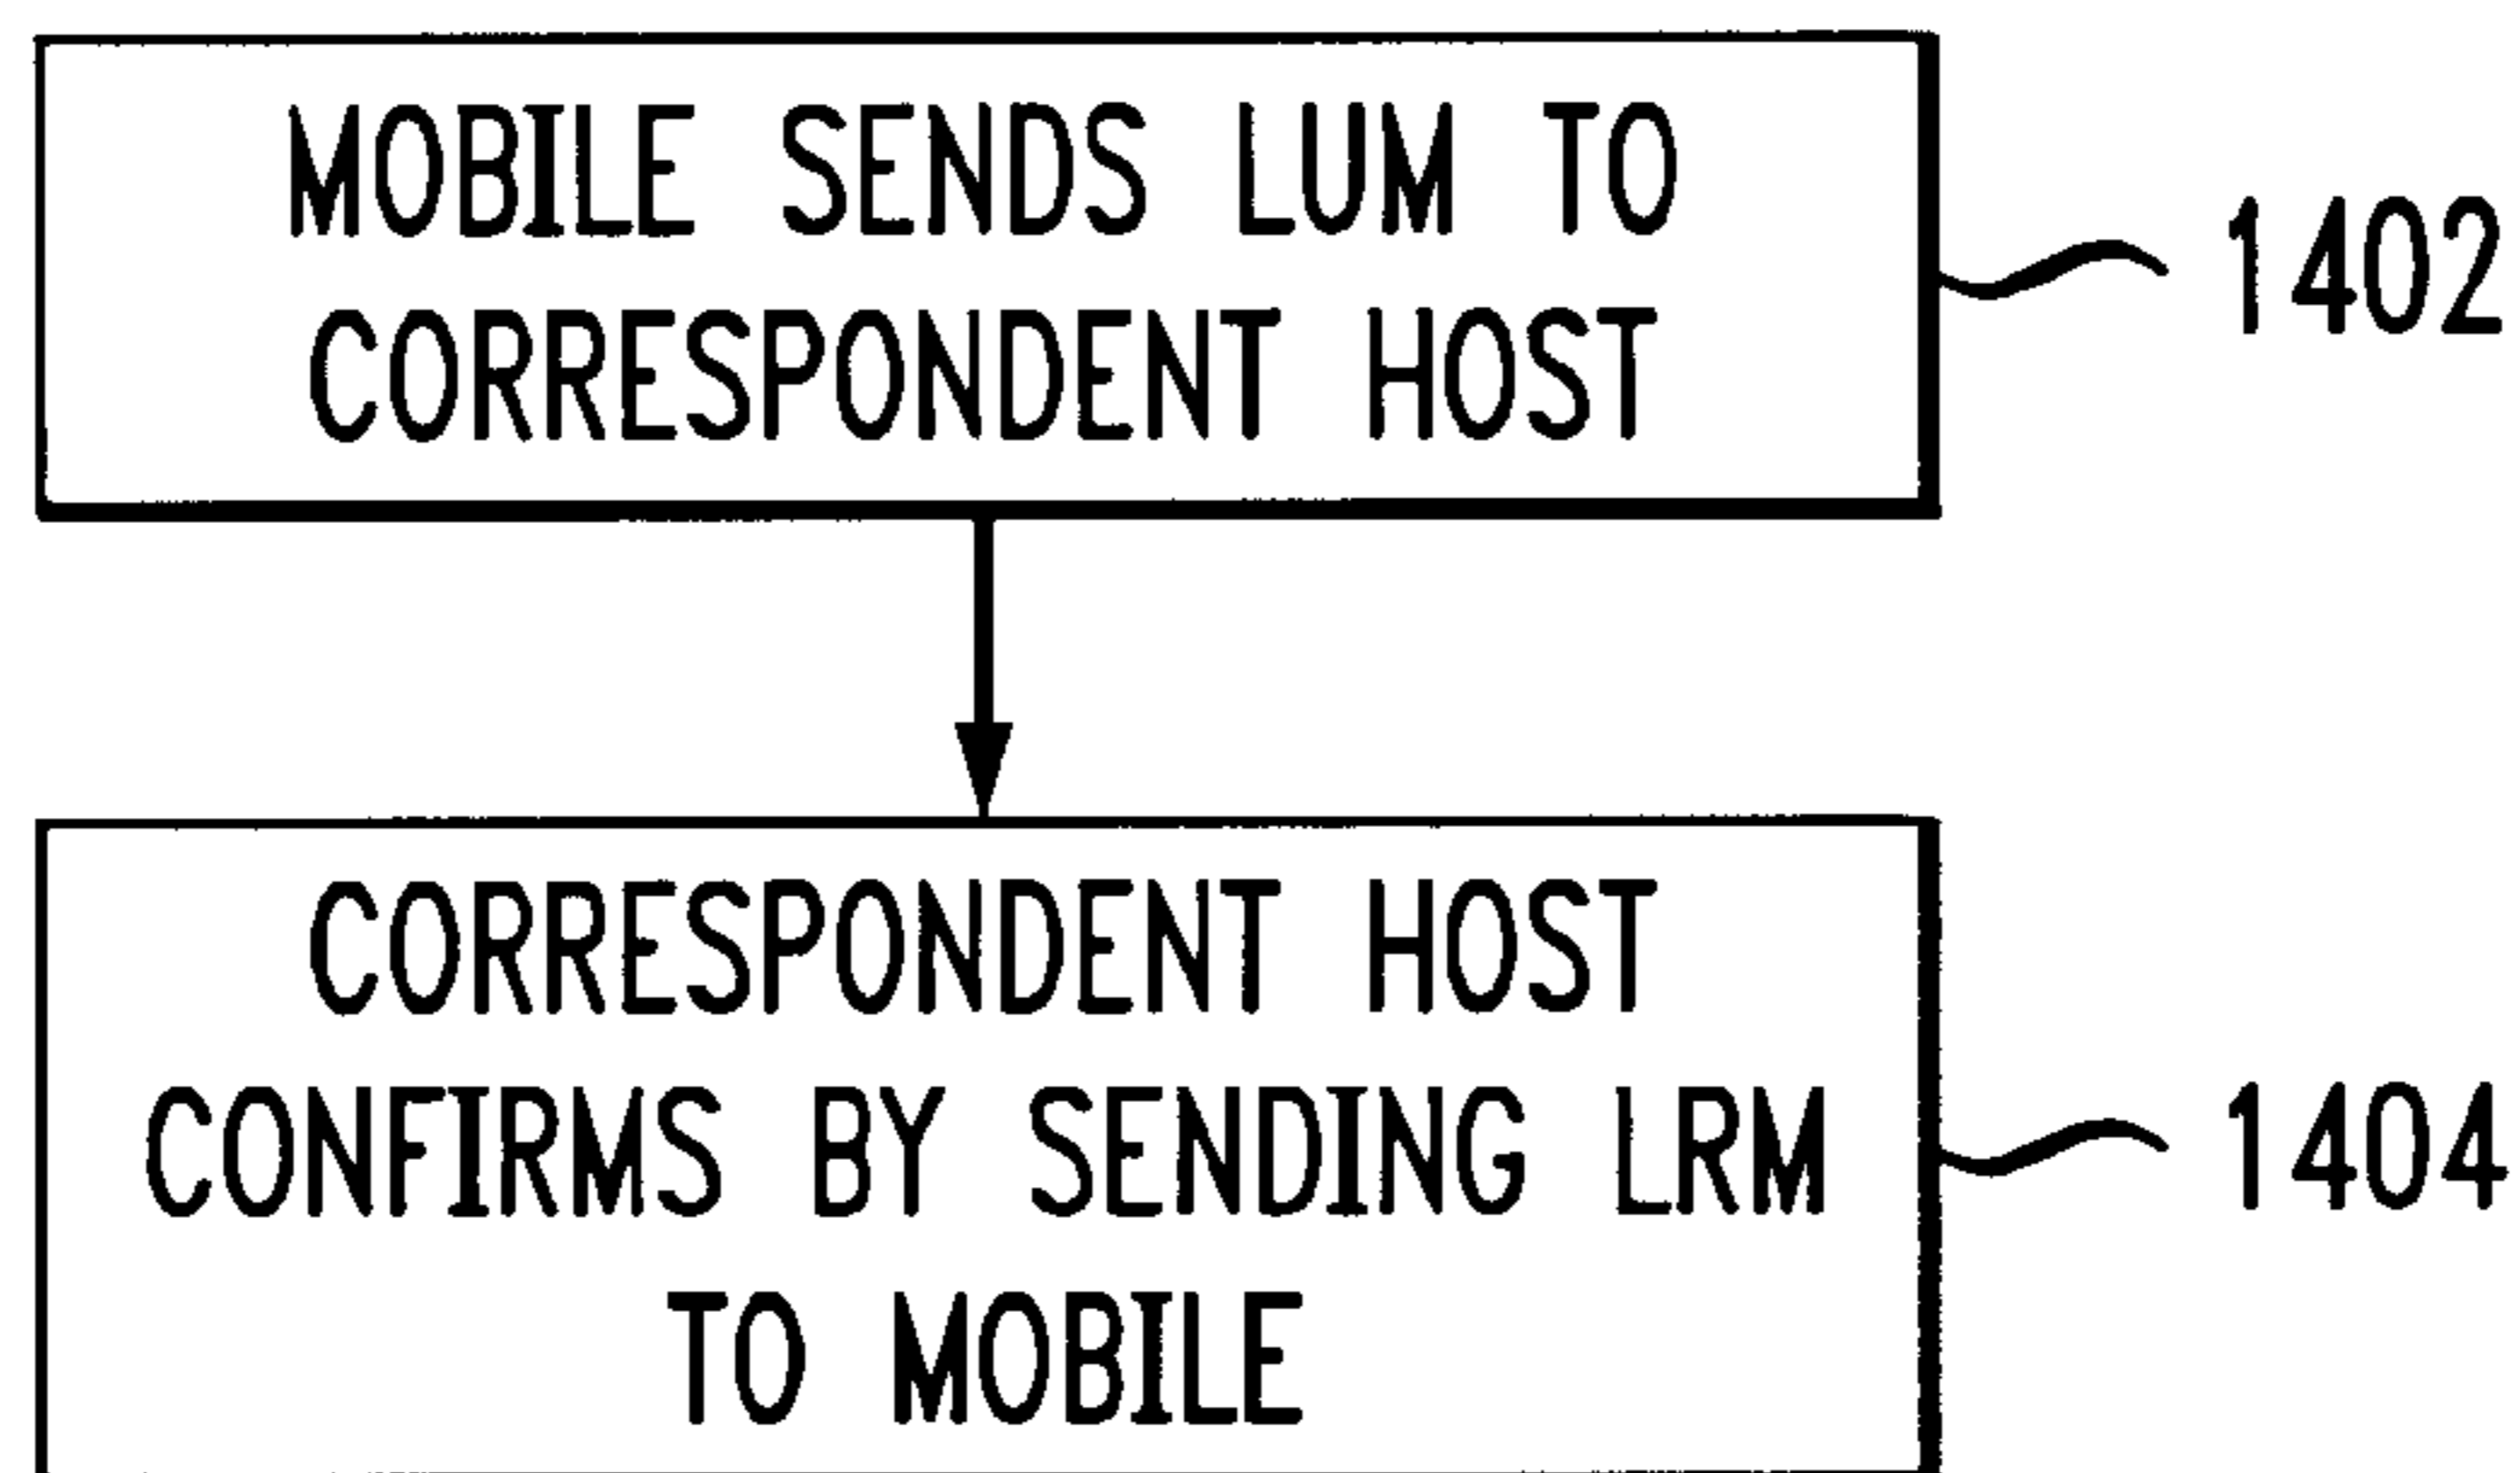 MOBILE SENDS LUM TO
CORRESPONDENT HOST
1402
CORRESPONDENT HOST
CONFIRMS BY SENDING LRM
TO MOBILE
1404